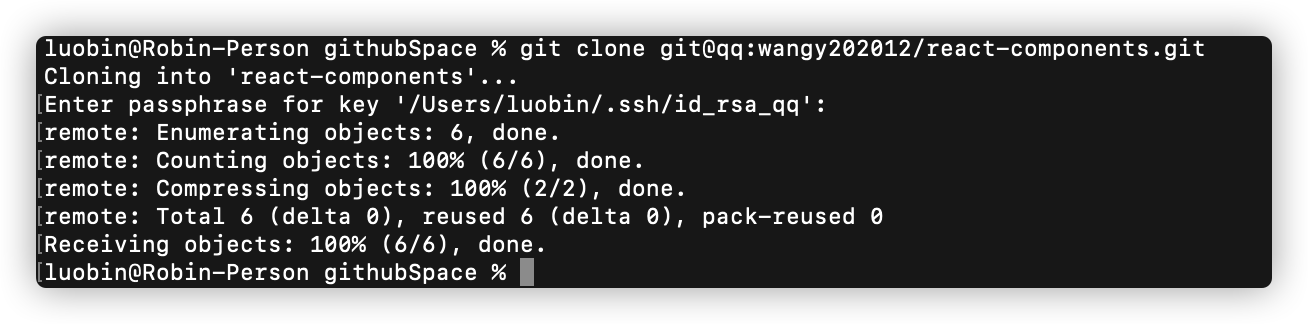 luobin@Robin-Person githubSpace % git clone git@qq:wangy202012/react-components.git
Cloning into 'react-components'...
[Enter passphrase for key '/Users/luobin/.ssh/id_rsa_qq':
[remote: Enumerating objects: 6, done.
[remote: Counting objects: 100% (6/6), done.
[remote: Compressing objects: 100% (2/2), done.
[remote: Total 6 (delta 0), reused 6 (delta 0), pack-reused 0
[Receiving objects: 100% (6/6), done.
[luobin@Robin-Person githubSpace %